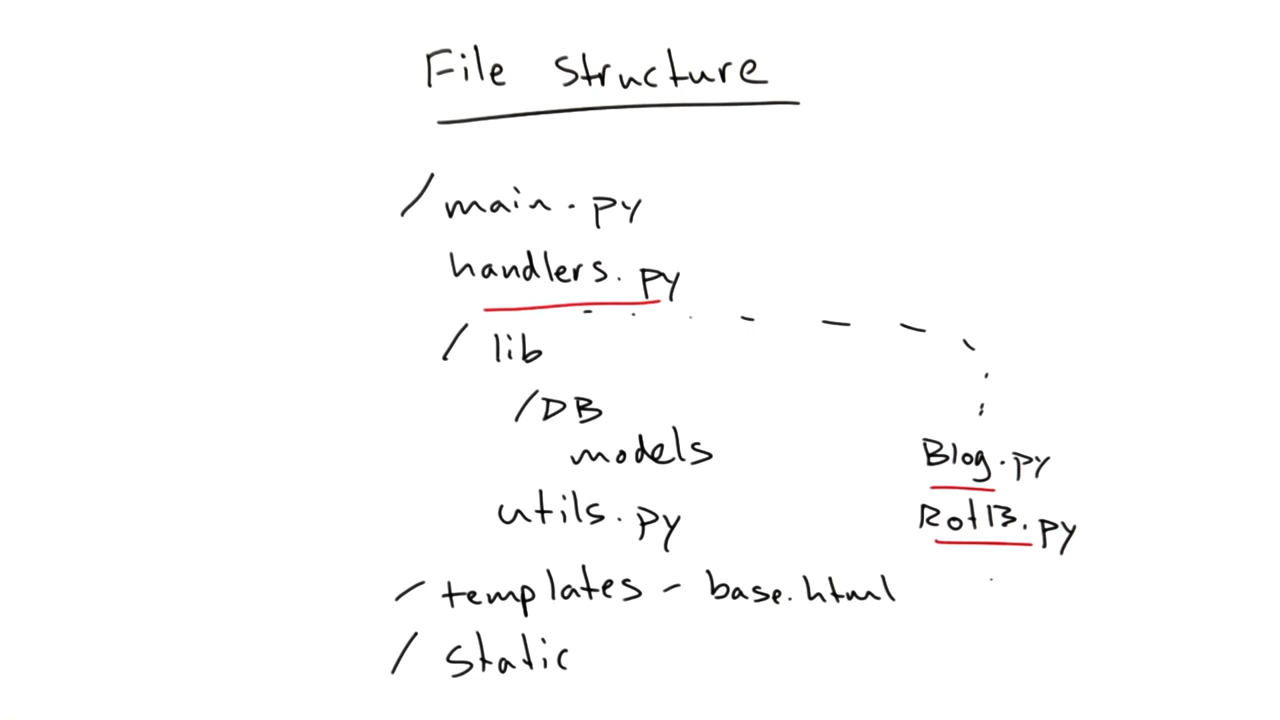 File Structure
/main.py
handlers.py
/ lib
/DB
models
utils.py
Blog.py
Rot13.py
/ templates - base.html
/ static